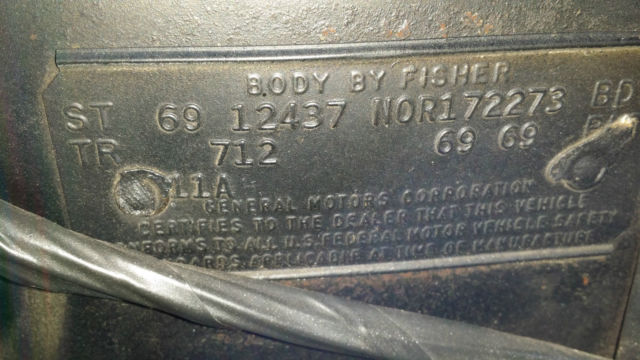 BODY BY FISHER
ST 69 12437 NOR172273 BD
TR 712 69 69
11A
GENERAL MOTORS CORPORATION
CERTIFIES TO THE DEALER THAT THIS VEHICLE
CONFORMS TO ALL U.S. FEDERAL MOTOR VEHICLE SAFETY
STANDARDS APPLICABLE AT TIME OF MANUFACTURE